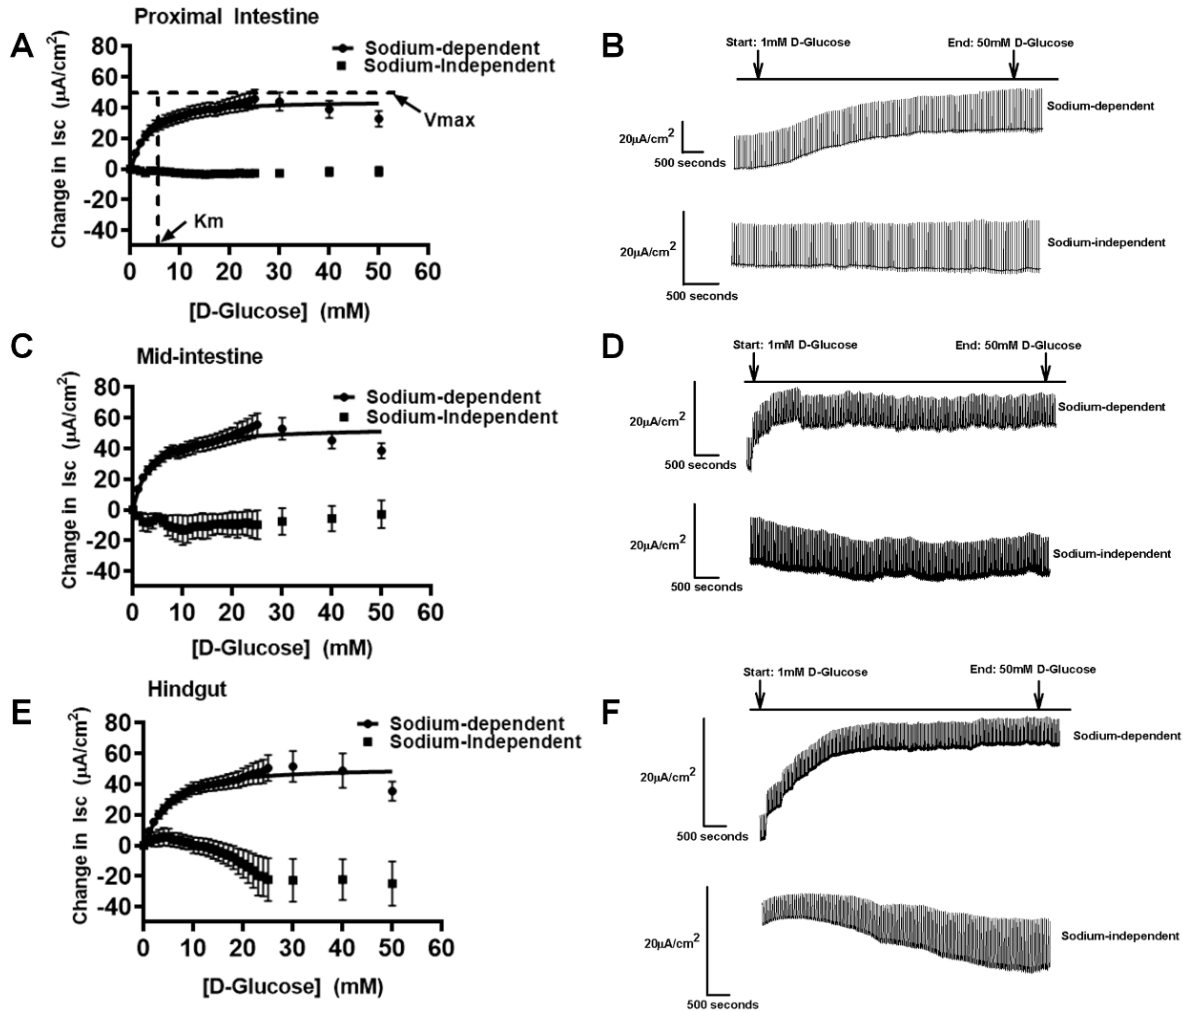 Proximal Intestine
A
Change in Isc (μA/cm²)
80
60
40
20
0
-20
-40
Sodium-dependent
Sodium-Independent
Vmax
Km
0 10 20 30 40 50 60
[D-Glucose] (mM)
B
Start: 1mM D-Glucose
End: 50mM D-Glucose
Sodium-dependent
20μA/cm²
500 seconds
Sodium-independent
20μA/cm²
500 seconds
C
Mid-intestine
Change in Isc (μA/cm²)
80
60
40
20
0
-20
-40
Sodium-dependent
Sodium-Independent
0 10 20 30 40 50 60
[D-Glucose] (mM)
D
Start: 1mM D-Glucose
End: 50mM D-Glucose
Sodium-dependent
20μA/cm²
500 seconds
Sodium-independent
20μA/cm²
500 seconds
Hindgut
E
Change in Isc (μA/cm²)
80
60
40
20
0
-20
-40
Sodium-dependent
Sodium-Independent
0 10 20 30 40 50 60
[D-Glucose] (mM)
F
Start: 1mM D-Glucose
End: 50mM D-Glucose
Sodium-dependent
20μA/cm²
500 seconds
Sodium-independent
20μA/cm²
500 seconds